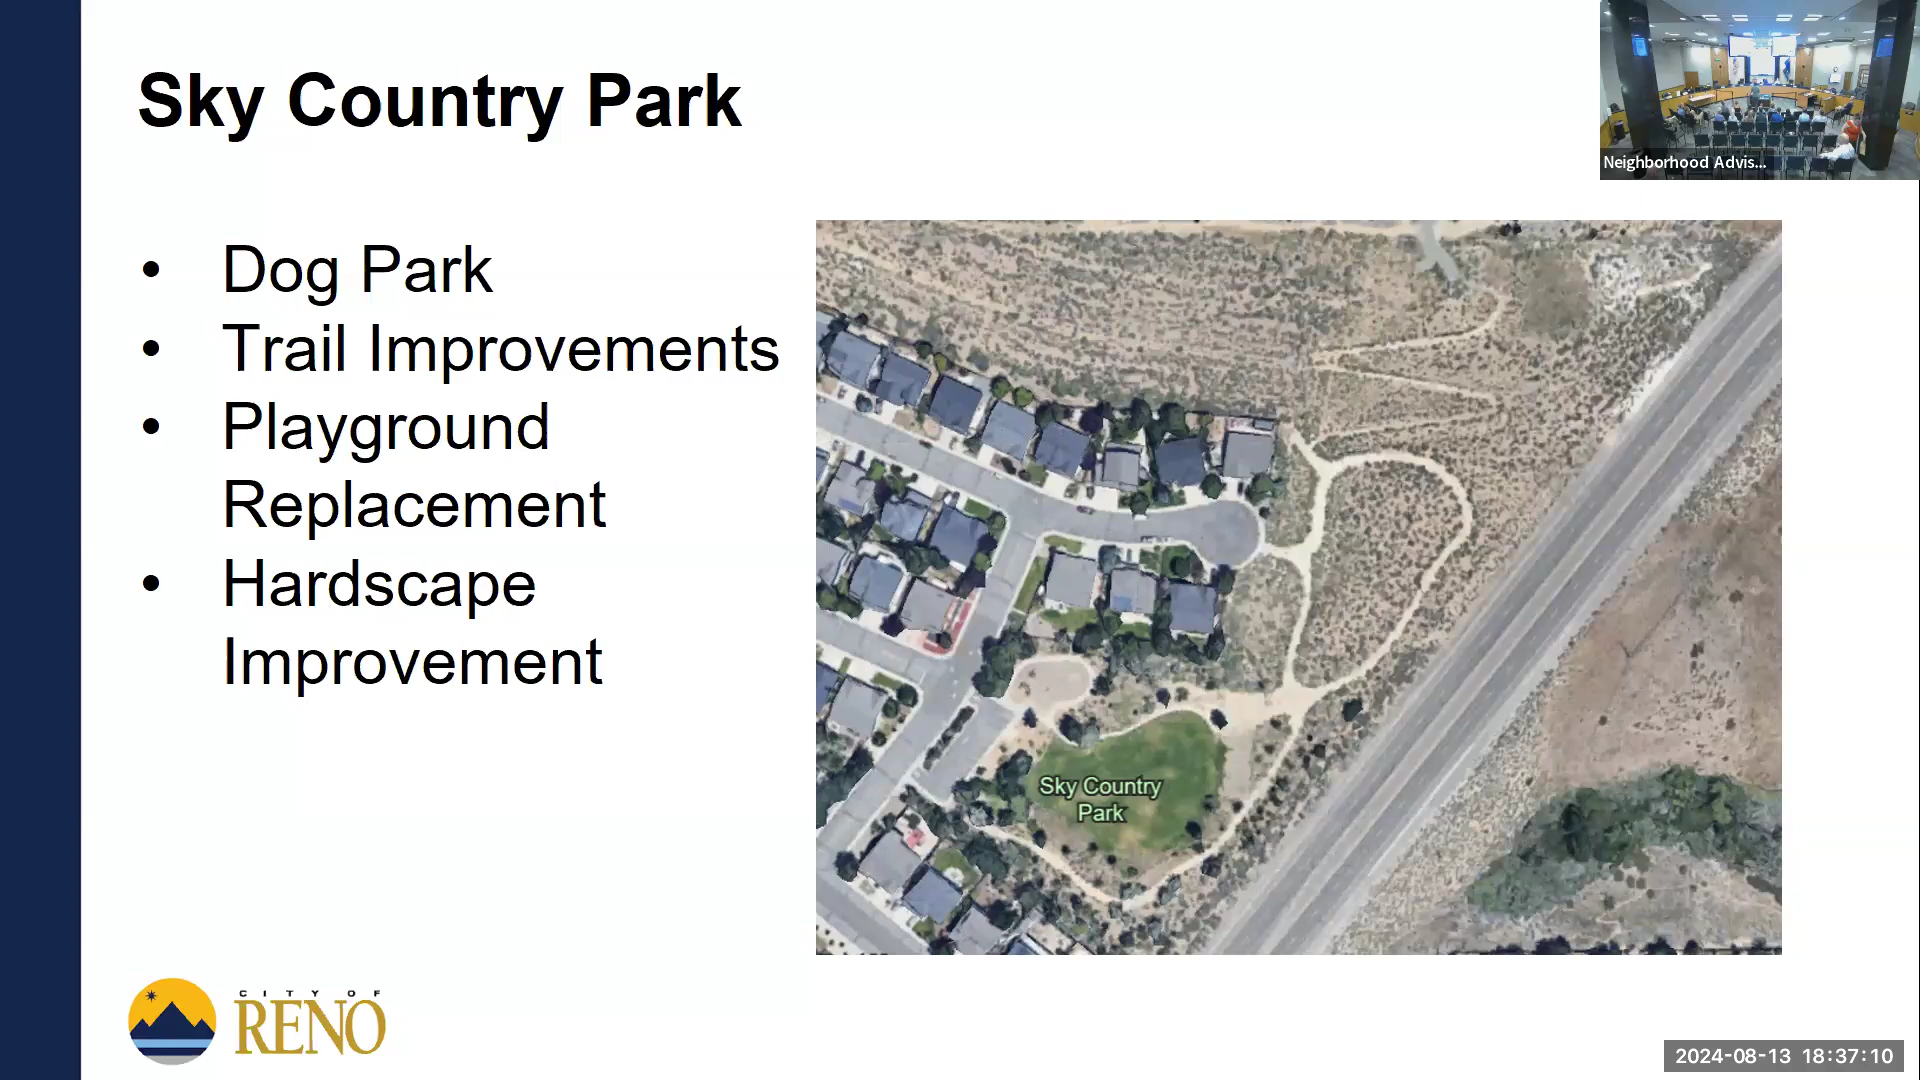 Sky Country Park
Neighborhood Advis...
• Dog Park
• Trail Improvements
• Playground
Replacement
• Hardscape
Improvement
Sky Country
Park
CITY OF
RENO
2024-08-13 18:37:10